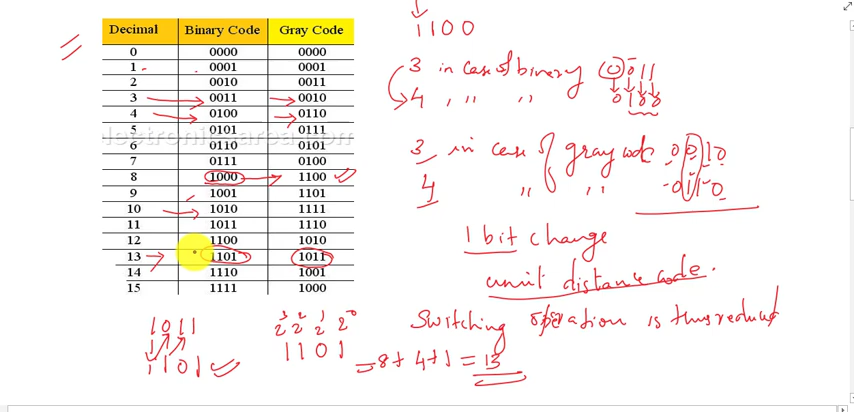 Decimal Binary Code Gray Code
0 0000 0000
1 0001 0001
2 0010 0011
3 0011 0010
4 0100 0110
5 0101 0111
6 0110 0101
7 0111 0100
8 1000 1100
9 1001 1101
10 1010 1111
11 1011 1110
12 1100 1010
13 1101 1011
14 1110 1001
15 1111 1000
electronicsarea.com
1100
3 in case of binary 0011
4 " " " 0100
3 in case of gray code 0010
4 " " 0110
1 bit change
unit distance code.
Switching operation is thus reduced
1011
1101
2³ 2² 2¹ 2⁰
1101
= 8 + 4 + 1 = 13